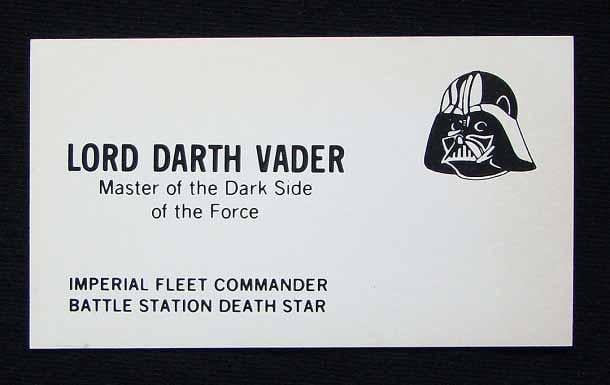 LORD DARTH VADER
Master of the Dark Side
of the Force
IMPERIAL FLEET COMMANDER
BATTLE STATION DEATH STAR